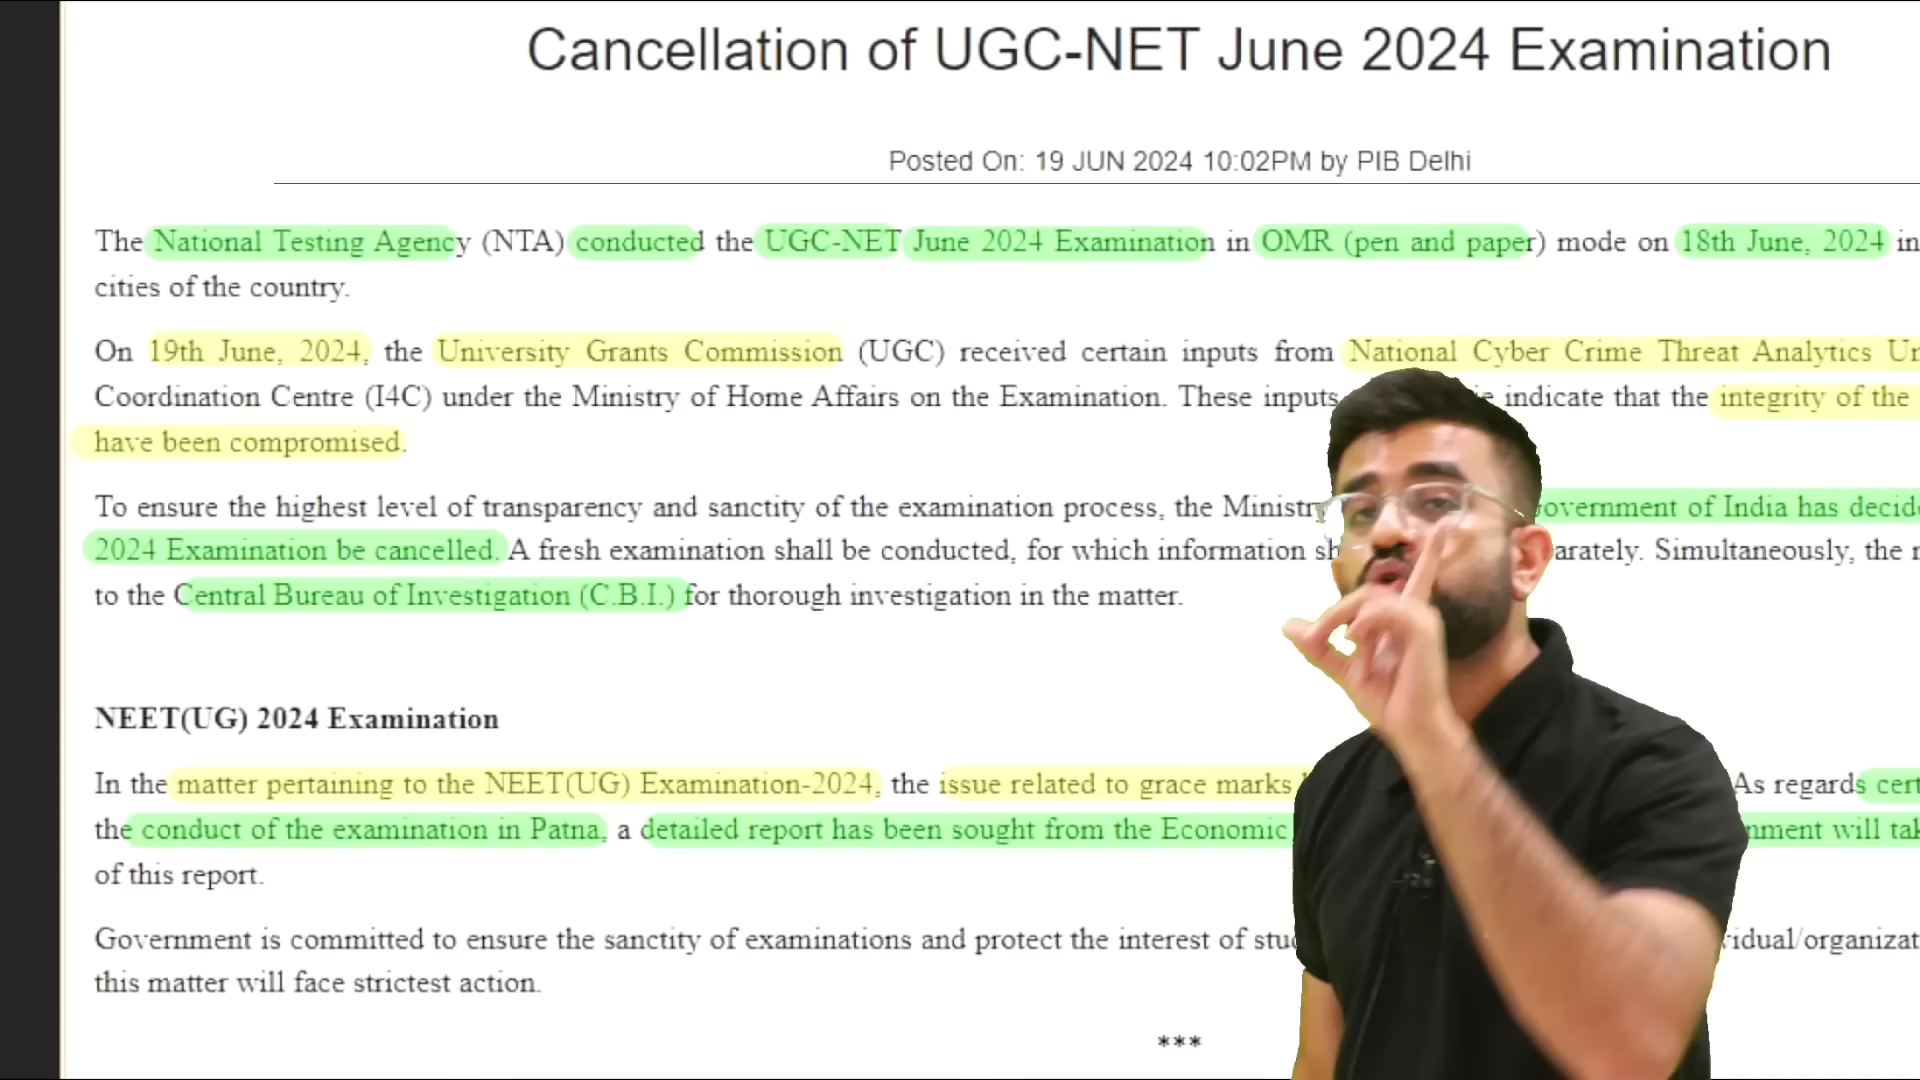 Cancellation of UGC-NET June 2024 Examination
Posted On: 19 JUN 2024 10:02PM by PIB Delhi
The National Testing Agency (NTA) conducted the UGC-NET June 2024 Examination in OMR (pen and paper) mode on 18th June, 2024 in
cities of the country.
On 19th June, 2024, the University Grants Commission (UGC) received certain inputs from National Cyber Crime Threat Analytics
Coordination Centre (I4C) under the Ministry of Home Affairs on the Examination. These inputs indicate that the integrity of the
have been compromised.
To ensure the highest level of transparency and sanctity of the examination process, the Ministry overnment of India has
2024 Examination be cancelled. A fresh examination shall be conducted, for which information arately. Simultaneously, the
to the Central Bureau of Investigation (C.B.I.) for thorough investigation in the matter.
NEET(UG) 2024 Examination
In the matter pertaining to the NEET(UG) Examination-2024, the issue related to grace marks As regards
the conduct of the examination in Patna, a detailed report has been sought from the Economic nment will
of this report.
Government is committed to ensure the sanctity of examinations and protect the interest of
this matter will face strictest action.
***